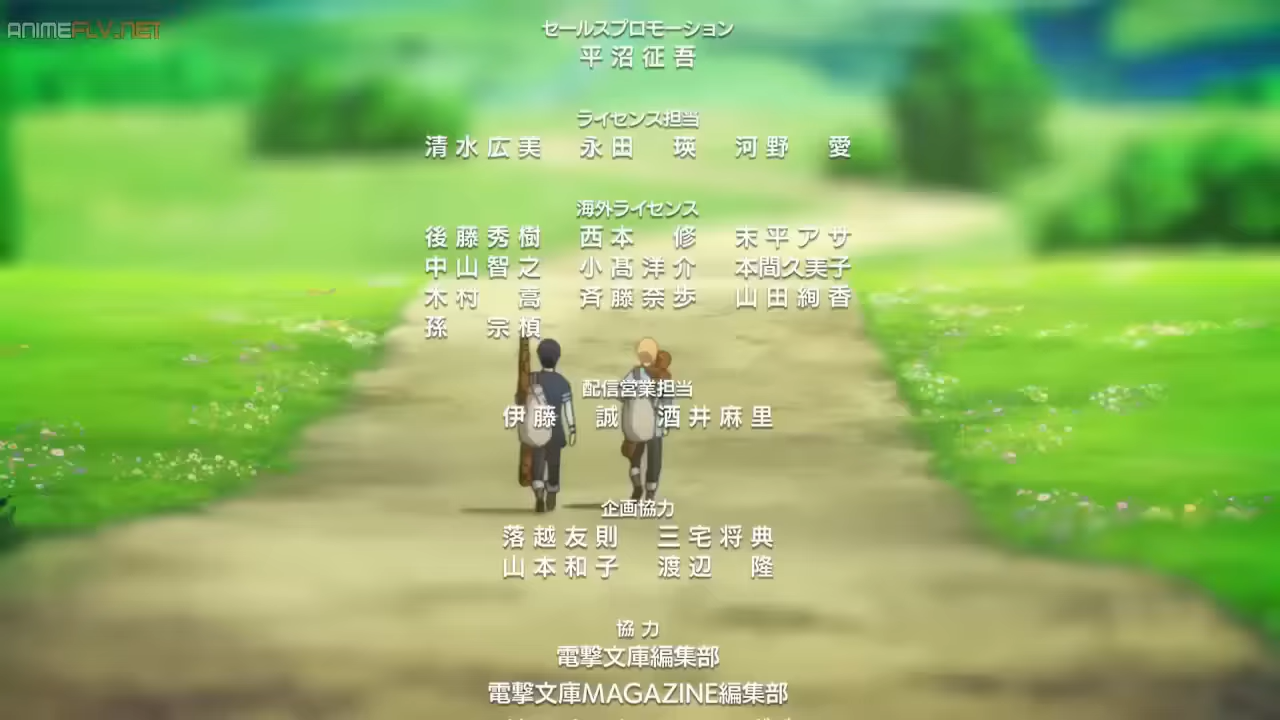 ANIMEFLV.NET
セールスプロモーション
平沼征吾
ライセンス担当
清水広美 永田 瑛 河野 愛
海外ライセンス
後藤秀樹 西本 修 末平アサ
中山智之 小髙洋介 本間久美子
木村 嵩 斉藤奈歩 山田絢香
孫 宗楨
配信営業担当
伊藤 誠 酒井麻里
企画協力
落越友則 三宅将典
山本和子 渡辺 隆
協力
電撃文庫編集部
電撃文庫MAGAZINE編集部